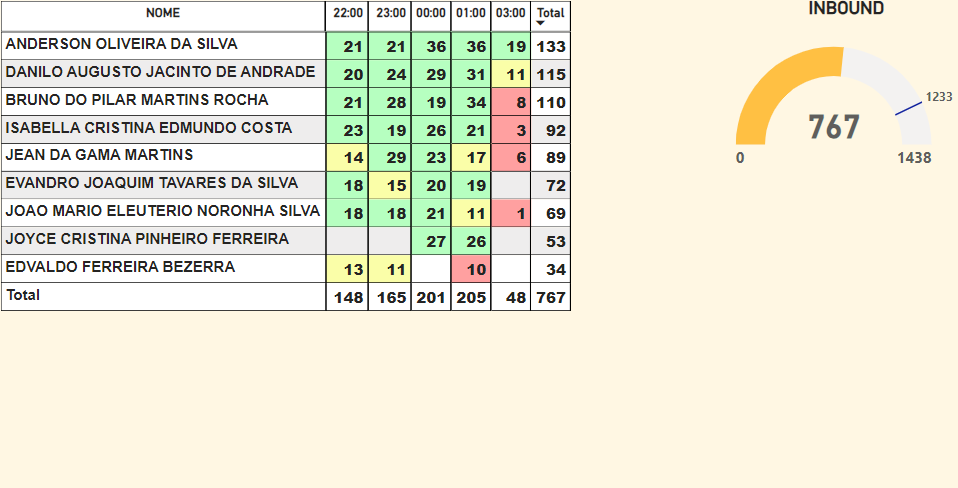 NOME 22:00 23:00 00:00 01:00 03:00 Total
ANDERSON OLIVEIRA DA SILVA 21 21 36 36 19 133
DANILO AUGUSTO JACINTO DE ANDRADE 20 24 29 31 11 115
BRUNO DO PILAR MARTINS ROCHA 21 28 19 34 8 110
ISABELLA CRISTINA EDMUNDO COSTA 23 19 26 21 3 92
JEAN DA GAMA MARTINS 14 29 23 17 6 89
EVANDRO JOAQUIM TAVARES DA SILVA 18 15 20 19 72
JOAO MARIO ELEUTERIO NORONHA SILVA 18 18 21 11 1 69
JOYCE CRISTINA PINHEIRO FERREIRA 27 26 53
EDVALDO FERREIRA BEZERRA 13 11 10 34
Total 148 165 201 205 48 767
INBOUND
1233
767
0 1438